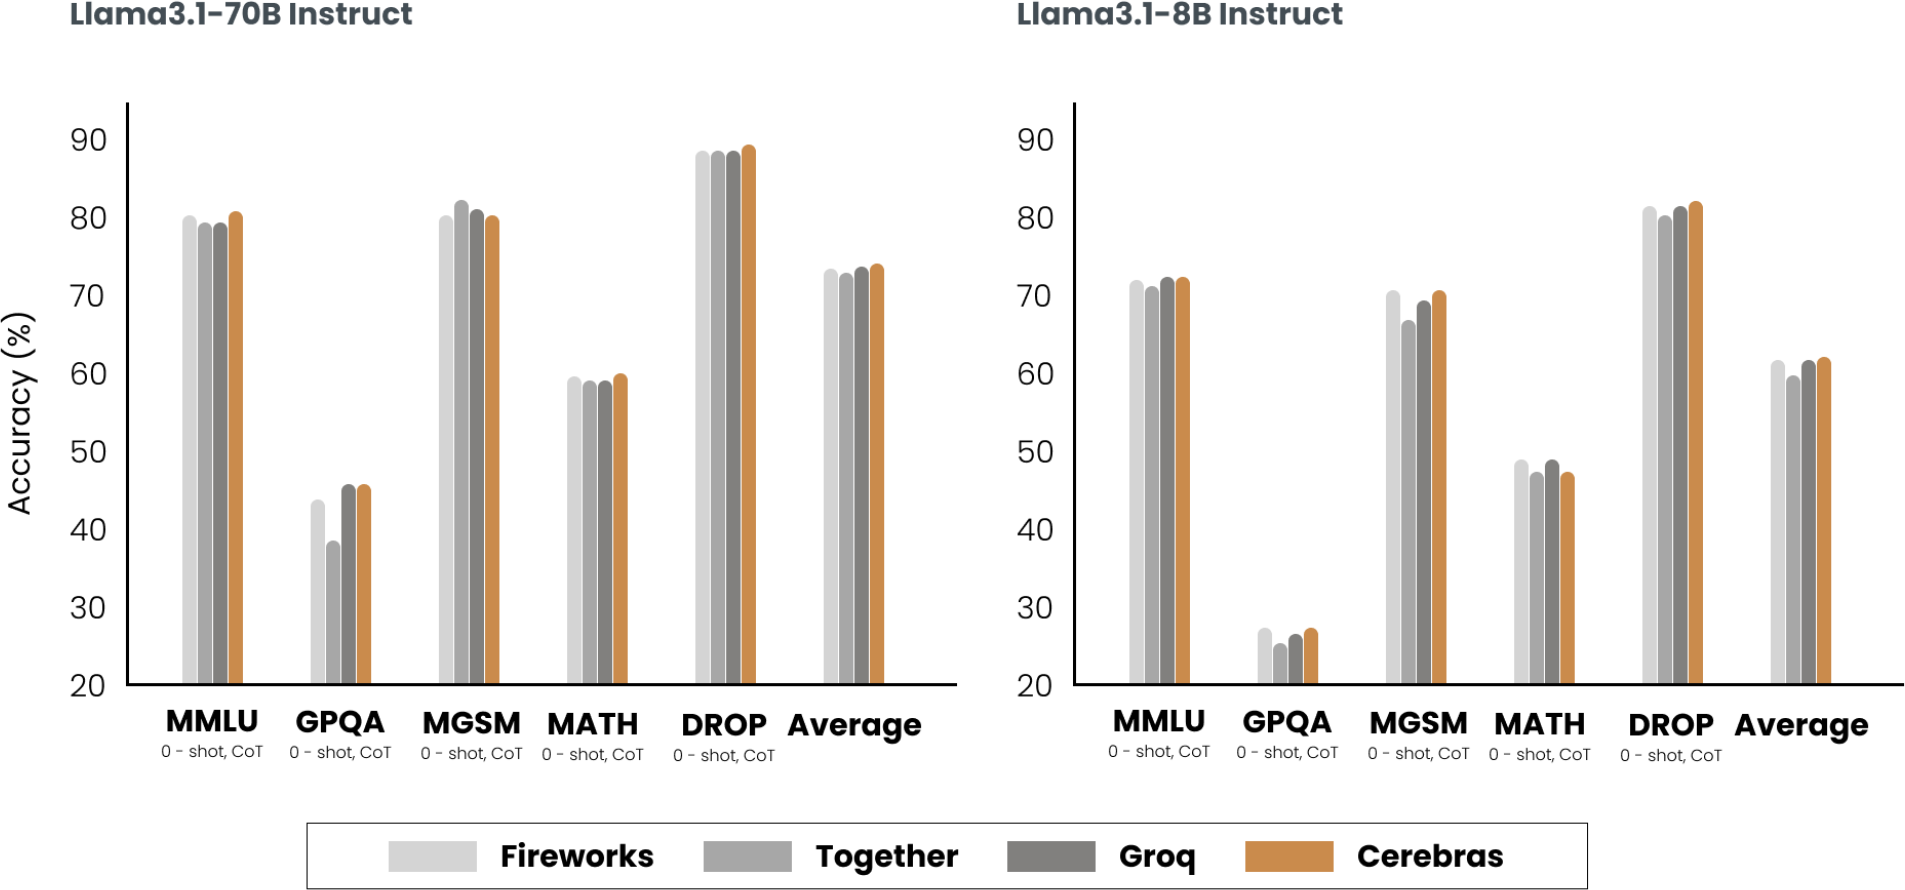 Llama3.1-70B Instruct
Accuracy (%)
90
80
70
60
50
40
30
20
MMLU GPQA MGSM MATH DROP Average
0 - shot, CoT 0 - shot, CoT 0 - shot, CoT 0 - shot, CoT 0 - shot, CoT
Llama3.1-8B Instruct
90
80
70
60
50
40
30
20
MMLU GPQA MGSM MATH DROP Average
0 - shot, CoT 0 - shot, CoT 0 - shot, CoT 0 - shot, CoT 0 - shot, CoT
Fireworks Together Groq Cerebras